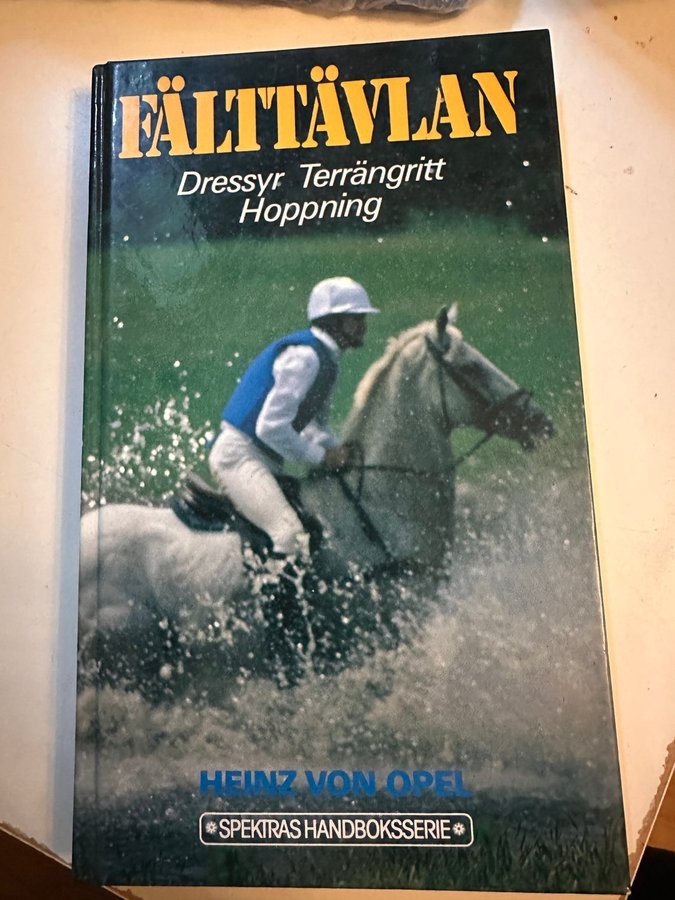 FÄLTTÄVLAN
Dressyr Terrängritt
Hoppning
HEINZ VON OPEL
SPEKTRAS HANDBOKSSERIE